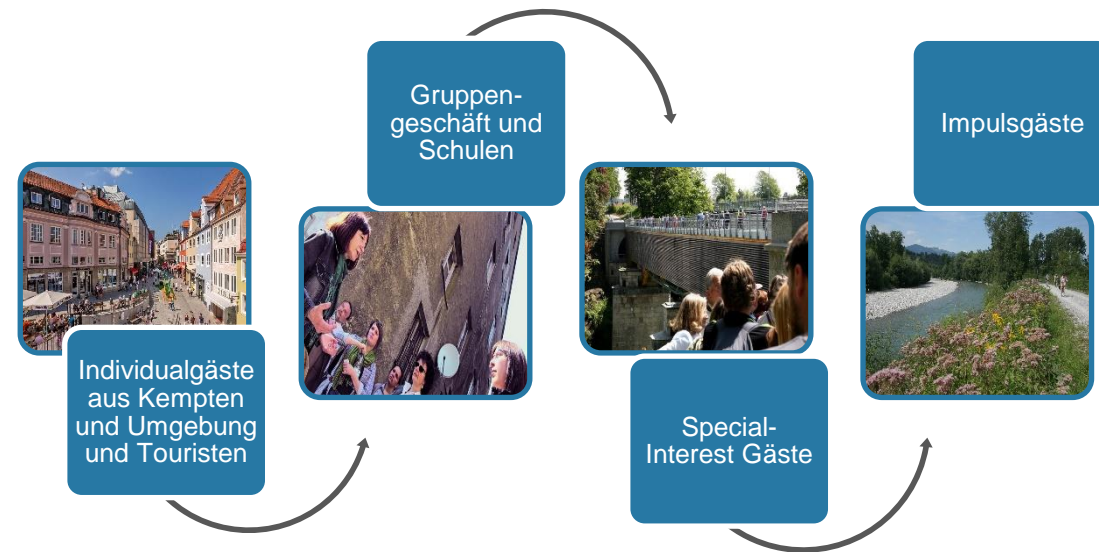 Individualgäste
aus Kempten
und Umgebung
und Touristen
Gruppen-
geschäft und
Schulen
Special-
Interest Gäste
Impulsgäste